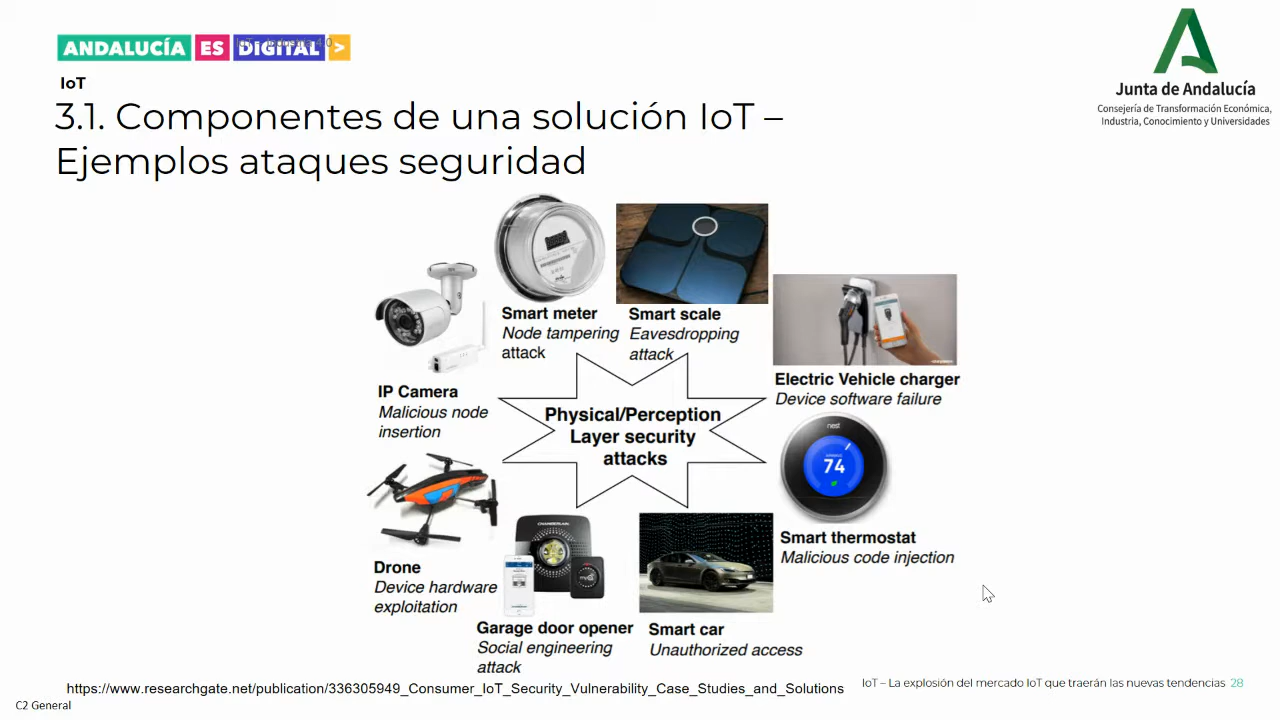 ANDALUCÍA ES DIGITAL >
Junta de Andalucía
Consejería de Transformación Económica,
Industria, Conocimiento y Universidades
IoT
3.1. Componentes de una solución IoT –
Ejemplos ataques seguridad
Smart meter
Node tampering
attack
Smart scale
Eavesdropping
attack
Electric Vehicle charger
Device software failure
IP Camera
Malicious node
insertion
Physical/Perception
Layer security
attacks
nest
74
Smart thermostat
Malicious code injection
Drone
Device hardware
exploitation
CHAMBERLAIN
myQ
Garage door opener
Social engineering
attack
Smart car
Unauthorized access
https://www.researchgate.net/publication/336305949_Consumer_IoT_Security_Vulnerability_Case_Studies_and_Solutions
IoT – La explosión del mercado IoT que traerán las nuevas tendencias 28
C2 General